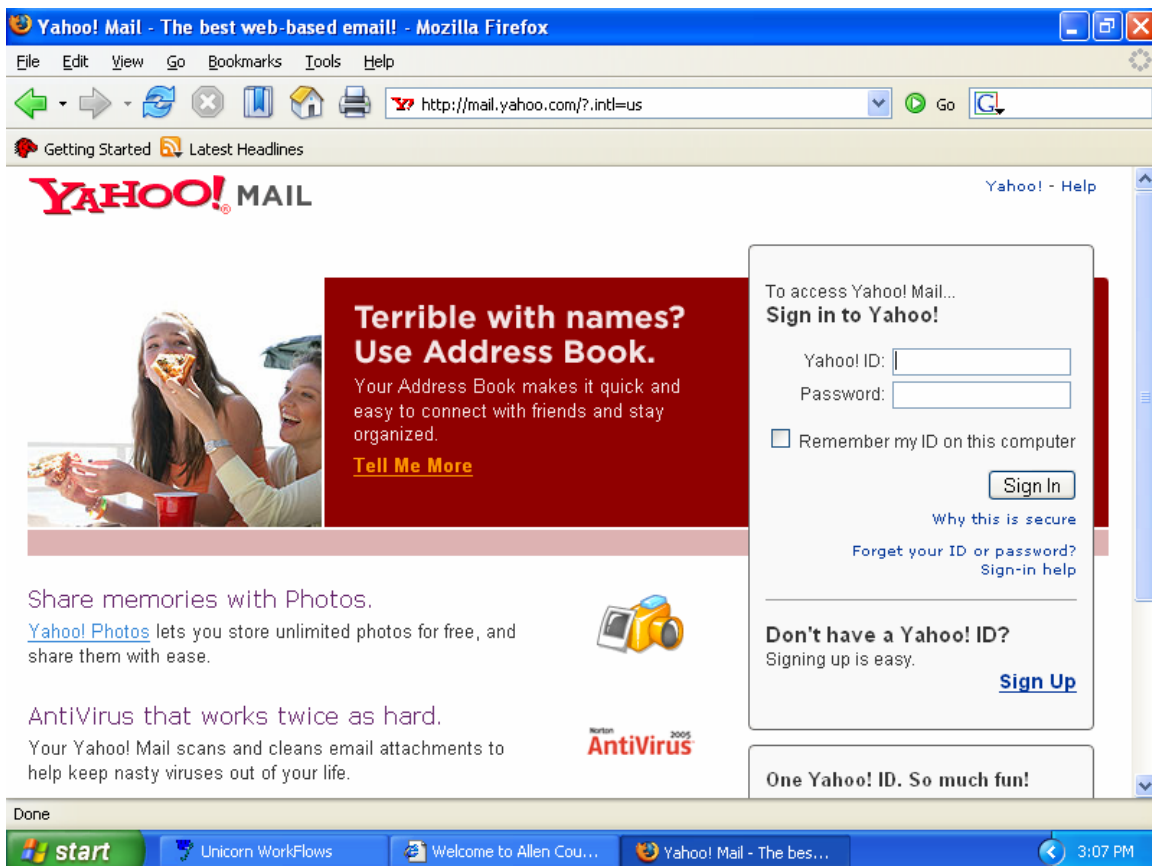 Yahoo! Mail - The best web-based email! - Mozilla Firefox
File Edit View Go Bookmarks Tools Help
http://mail.yahoo.com/?.intl=us Go G
Getting Started Latest Headlines
YAHOO!® MAIL
Yahoo! - Help
Terrible with names?
Use Address Book.
Your Address Book makes it quick and
easy to connect with friends and stay
organized.
Tell Me More
To access Yahoo! Mail...
Sign in to Yahoo!
Yahoo! ID:
Password:
Remember my ID on this computer
Sign In
Why this is secure
Forget your ID or password?
Sign-in help
Don't have a Yahoo! ID?
Signing up is easy.
Sign Up
Share memories with Photos.
Yahoo! Photos lets you store unlimited photos for free, and
share them with ease.
AntiVirus that works twice as hard.
Your Yahoo! Mail scans and cleans email attachments to
help keep nasty viruses out of your life.
Norton 2005
AntiVirus
One Yahoo! ID. So much fun!
Done
start Unicorn WorkFlows Welcome to Allen Cou... Yahoo! Mail - The bes... 3:07 PM